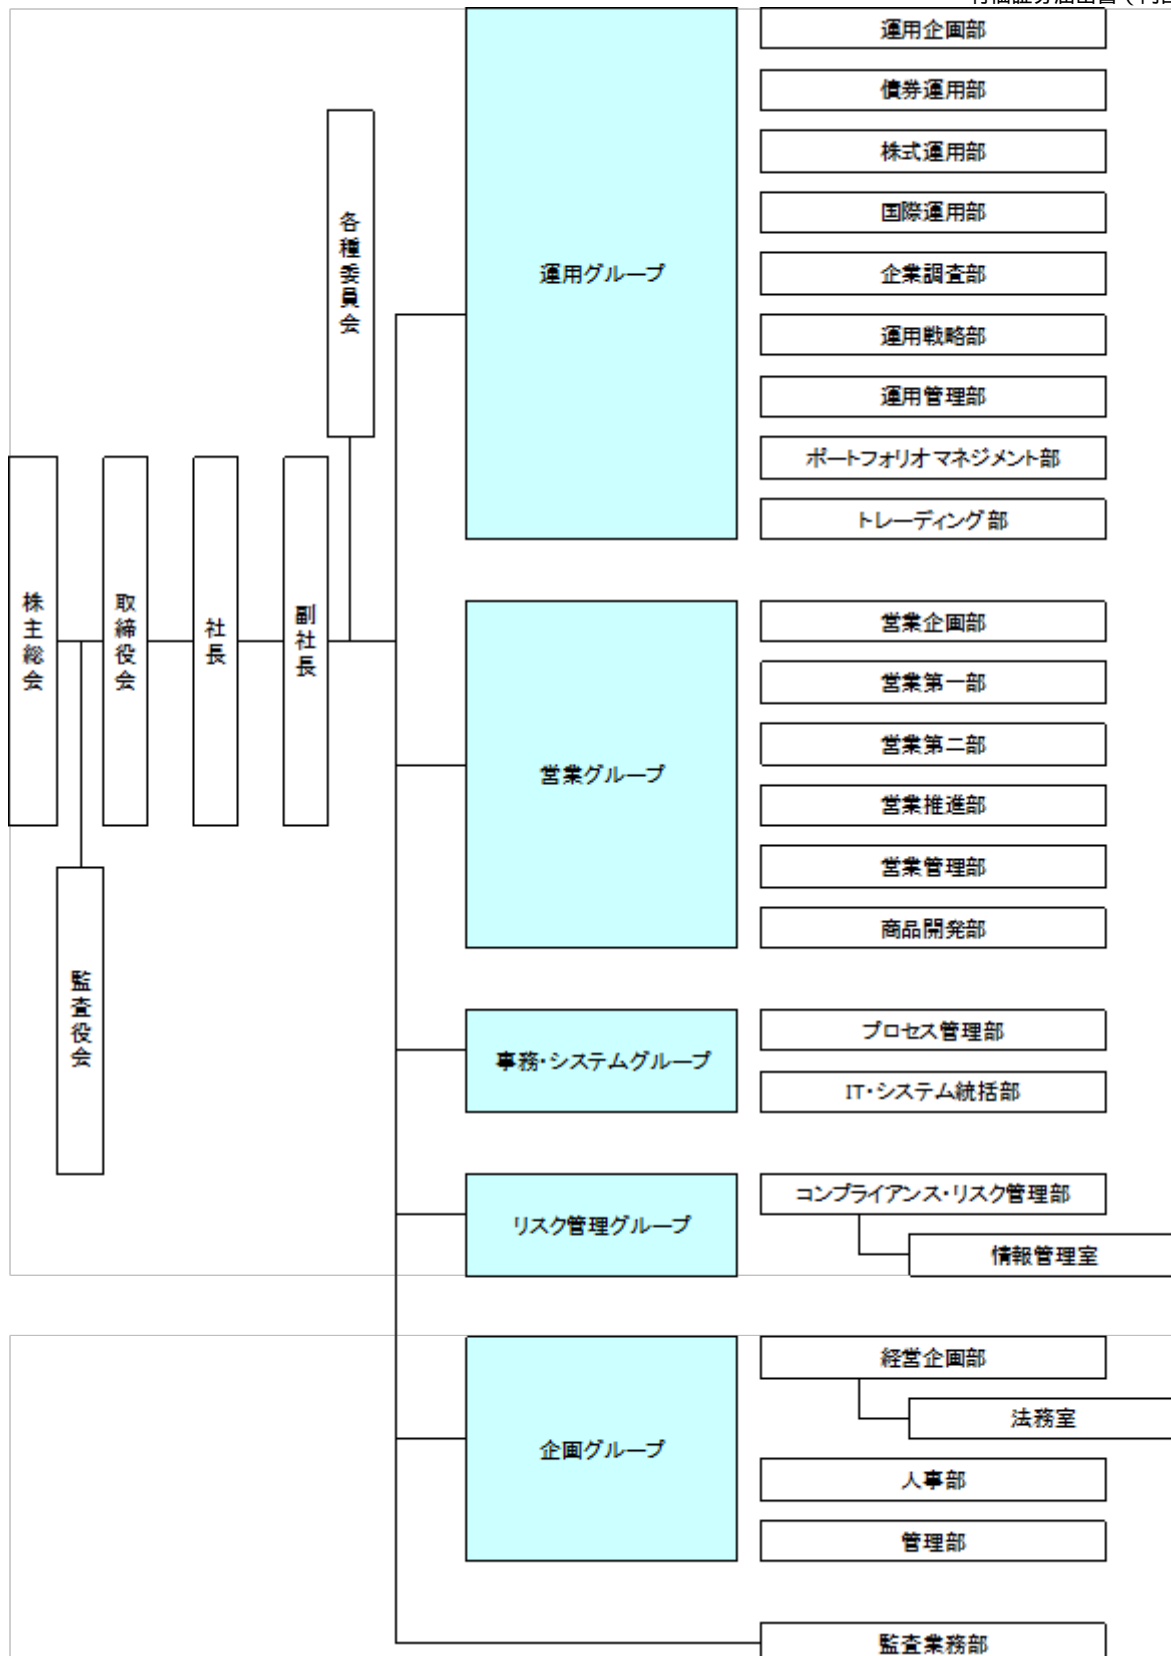 運用企画部
債券運用部
株式運用部
国際運用部
企業調査部
運用戦略部
運用管理部
ポートフォリオマネジメント部
トレーディング部
運用グループ
各種委員会
株主総会
取締役会
社長
副社長
監査役会
営業グループ
営業企画部
営業第一部
営業第二部
営業推進部
営業管理部
商品開発部
事務・システムグループ
プロセス管理部
IT・システム統括部
リスク管理グループ
コンプライアンス・リスク管理部
情報管理室
企画グループ
経営企画部
法務室
人事部
管理部
監査業務部